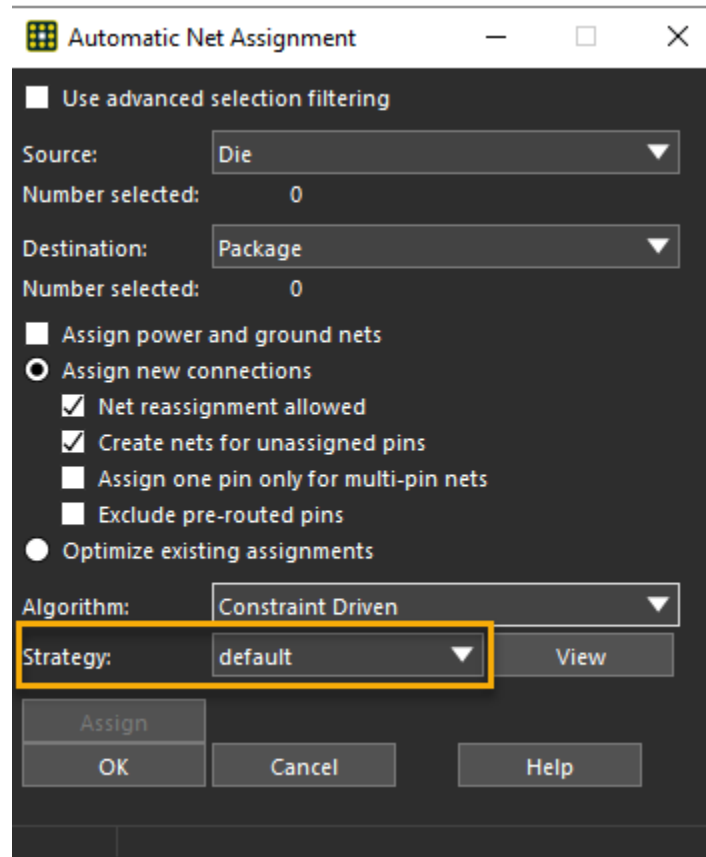 Automatic Net Assignment
Use advanced selection filtering
Source: Die
Number selected: 0
Destination: Package
Number selected: 0
Assign power and ground nets
Assign new connections
Net reassignment allowed
Create nets for unassigned pins
Assign one pin only for multi-pin nets
Exclude pre-routed pins
Optimize existing assignments
Algorithm: Constraint Driven
Strategy: default View
Assign
OK Cancel Help